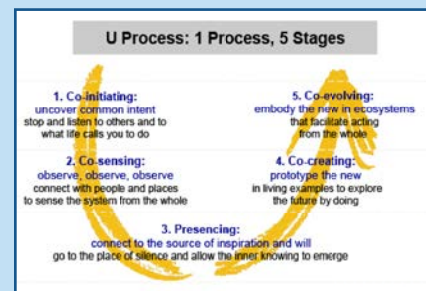 U Process: 1 Process, 5 Stages
1. Co-initiating:
uncover common intent
stop and listen to others and to
what life calls you to do
2. Co-sensing:
observe, observe, observe
connect with people and places
to sense the system from the whole
3. Presencing:
connect to the source of inspiration and will
go to the place of silence and allow the inner knowing to emerge
4. Co-creating:
prototype the new
in living examples to explore
the future by doing
5. Co-evolving:
embody the new in ecosystems
that facilitate acting
from the whole